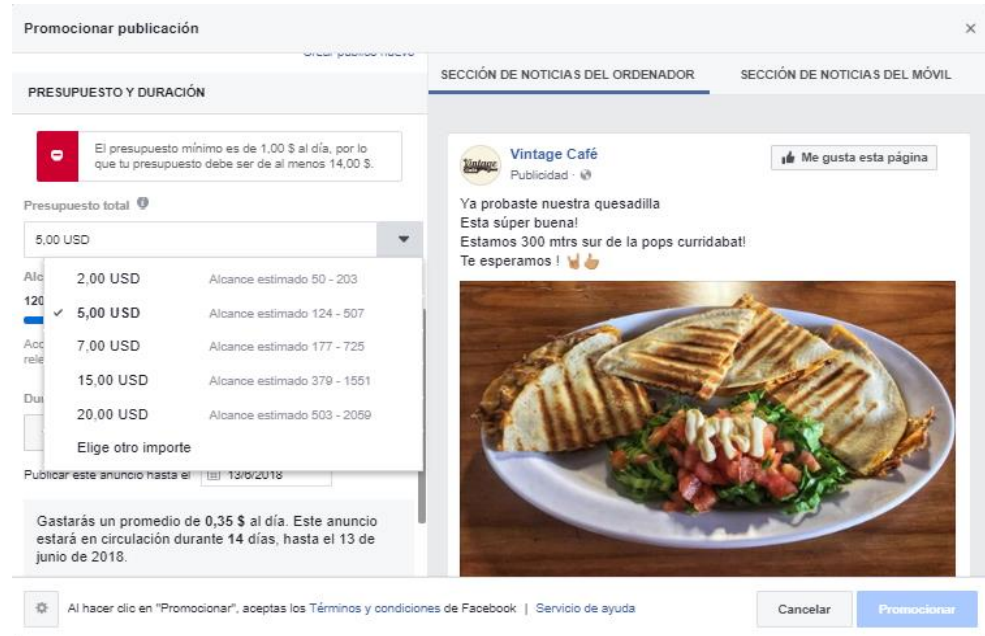 Promocionar publicación
PRESUPUESTO Y DURACIÓN
El presupuesto mínimo es de 1,00 $ al día, por lo
que tu presupuesto debe ser de al menos 14,00 $.
Presupuesto total
5,00 USD
2,00 USD Alcance estimado 50 - 203
120
5,00 USD Alcance estimado 124 - 507
7,00 USD Alcance estimado 177 - 725
15,00 USD Alcance estimado 379 - 1551
20,00 USD Alcance estimado 503 - 2059
Elige otro importe
Publicar este anuncio hasta el 13/6/2018
Gastarás un promedio de 0,35 $ al día. Este anuncio
estará en circulación durante 14 días, hasta el 13 de
junio de 2018.
SECCIÓN DE NOTICIAS DEL ORDENADOR SECCIÓN DE NOTICIAS DEL MÓVIL
Vintage Café
Publicidad ·
Me gusta esta página
Ya probaste nuestra quesadilla
Esta súper buena!
Estamos 300 mtrs sur de la pops curridabat!
Te esperamos !
Al hacer clic en "Promocionar", aceptas los Términos y condiciones de Facebook | Servicio de ayuda
Cancelar Promocionar